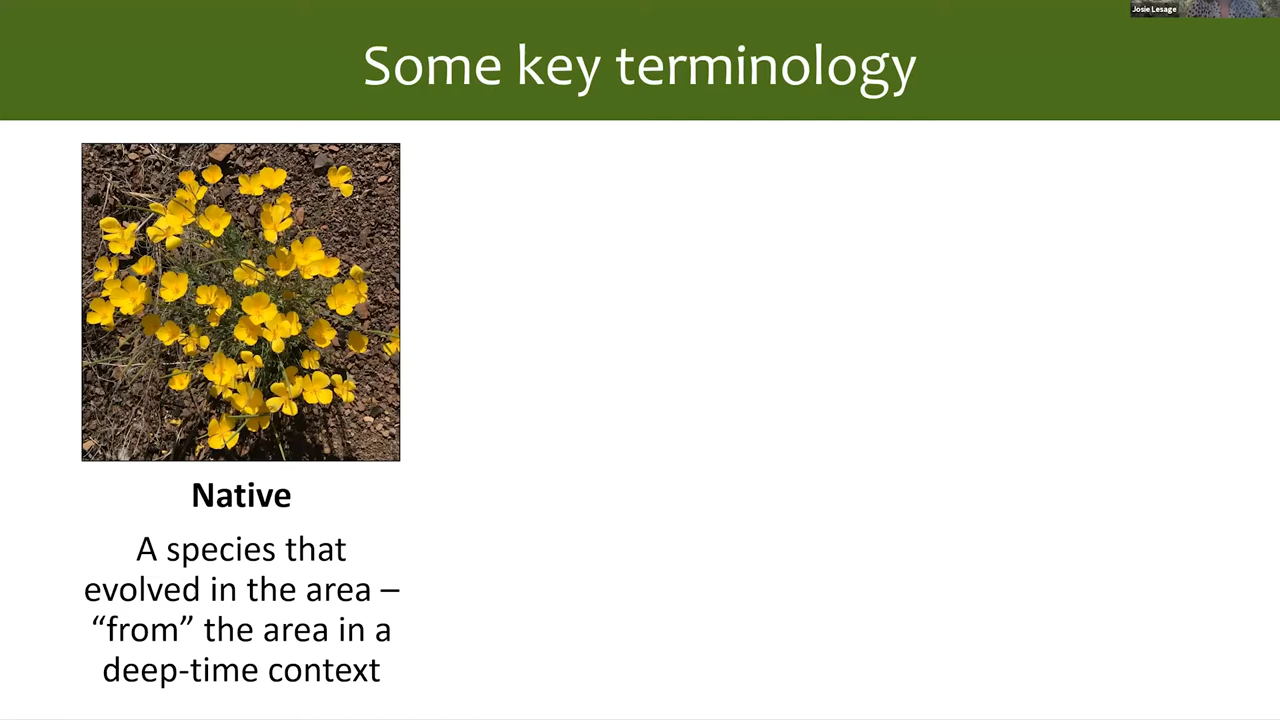 Josie Lesage
Some key terminology
Native
A species that
evolved in the area –
“from” the area in a
deep-time context